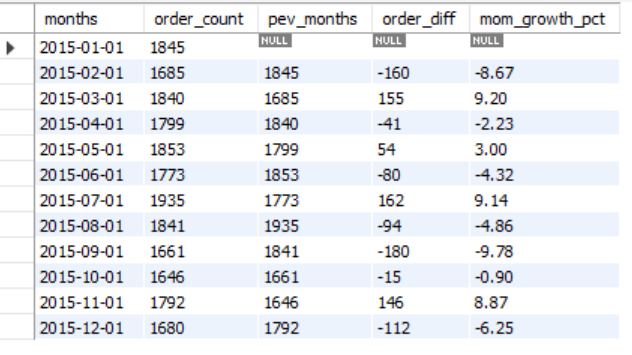 months order_count pev_months order_diff mom_growth_pct
2015-01-01 1845 NULL NULL NULL
2015-02-01 1685 1845 -160 -8.67
2015-03-01 1840 1685 155 9.20
2015-04-01 1799 1840 -41 -2.23
2015-05-01 1853 1799 54 3.00
2015-06-01 1773 1853 -80 -4.32
2015-07-01 1935 1773 162 9.14
2015-08-01 1841 1935 -94 -4.86
2015-09-01 1661 1841 -180 -9.78
2015-10-01 1646 1661 -15 -0.90
2015-11-01 1792 1646 146 8.87
2015-12-01 1680 1792 -112 -6.25